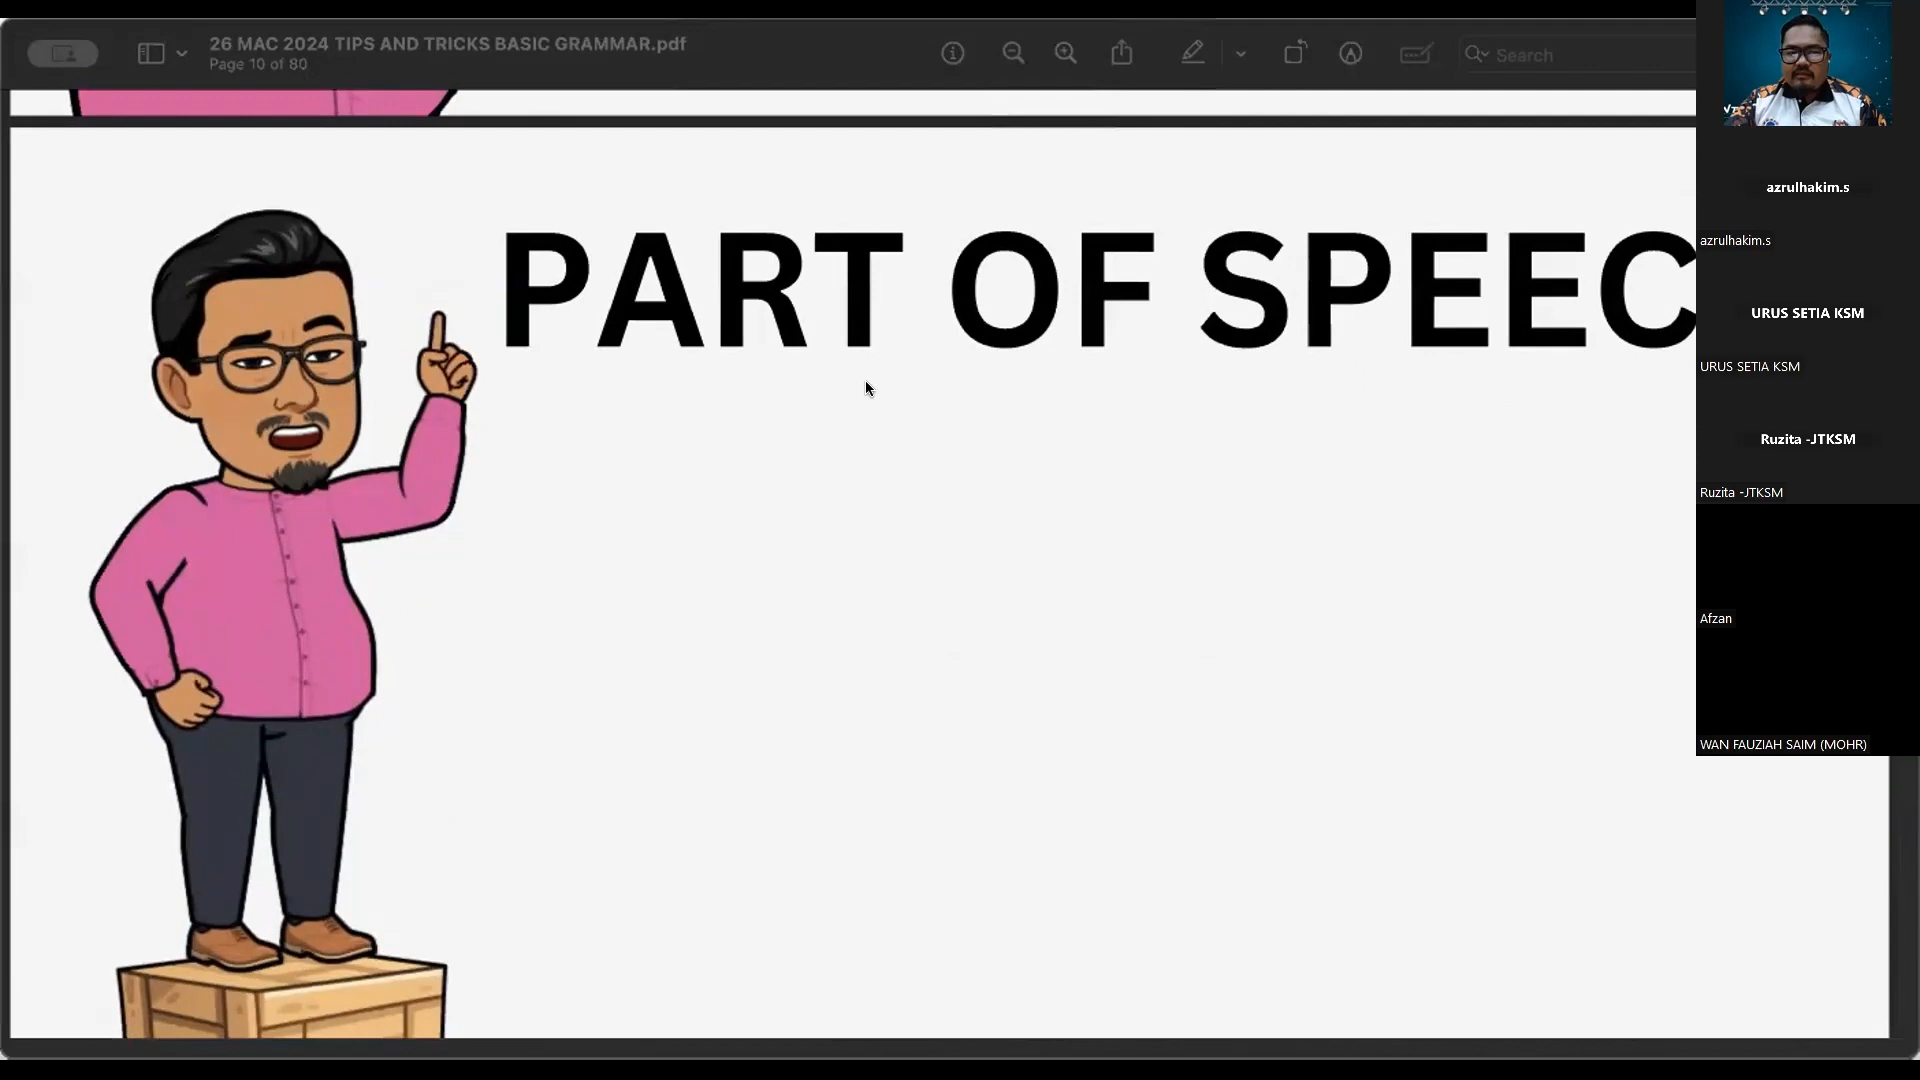 26 MAC 2024 TIPS AND TRICKS BASIC GRAMMAR.pdf
Page 10 of 80
Search
PART OF SPEEC
azrulhakim.s
azrulhakim.s
URUS SETIA KSM
URUS SETIA KSM
Ruzita -JTKSM
Ruzita -JTKSM
Afzan
WAN FAUZIAH SAIM (MOHR)